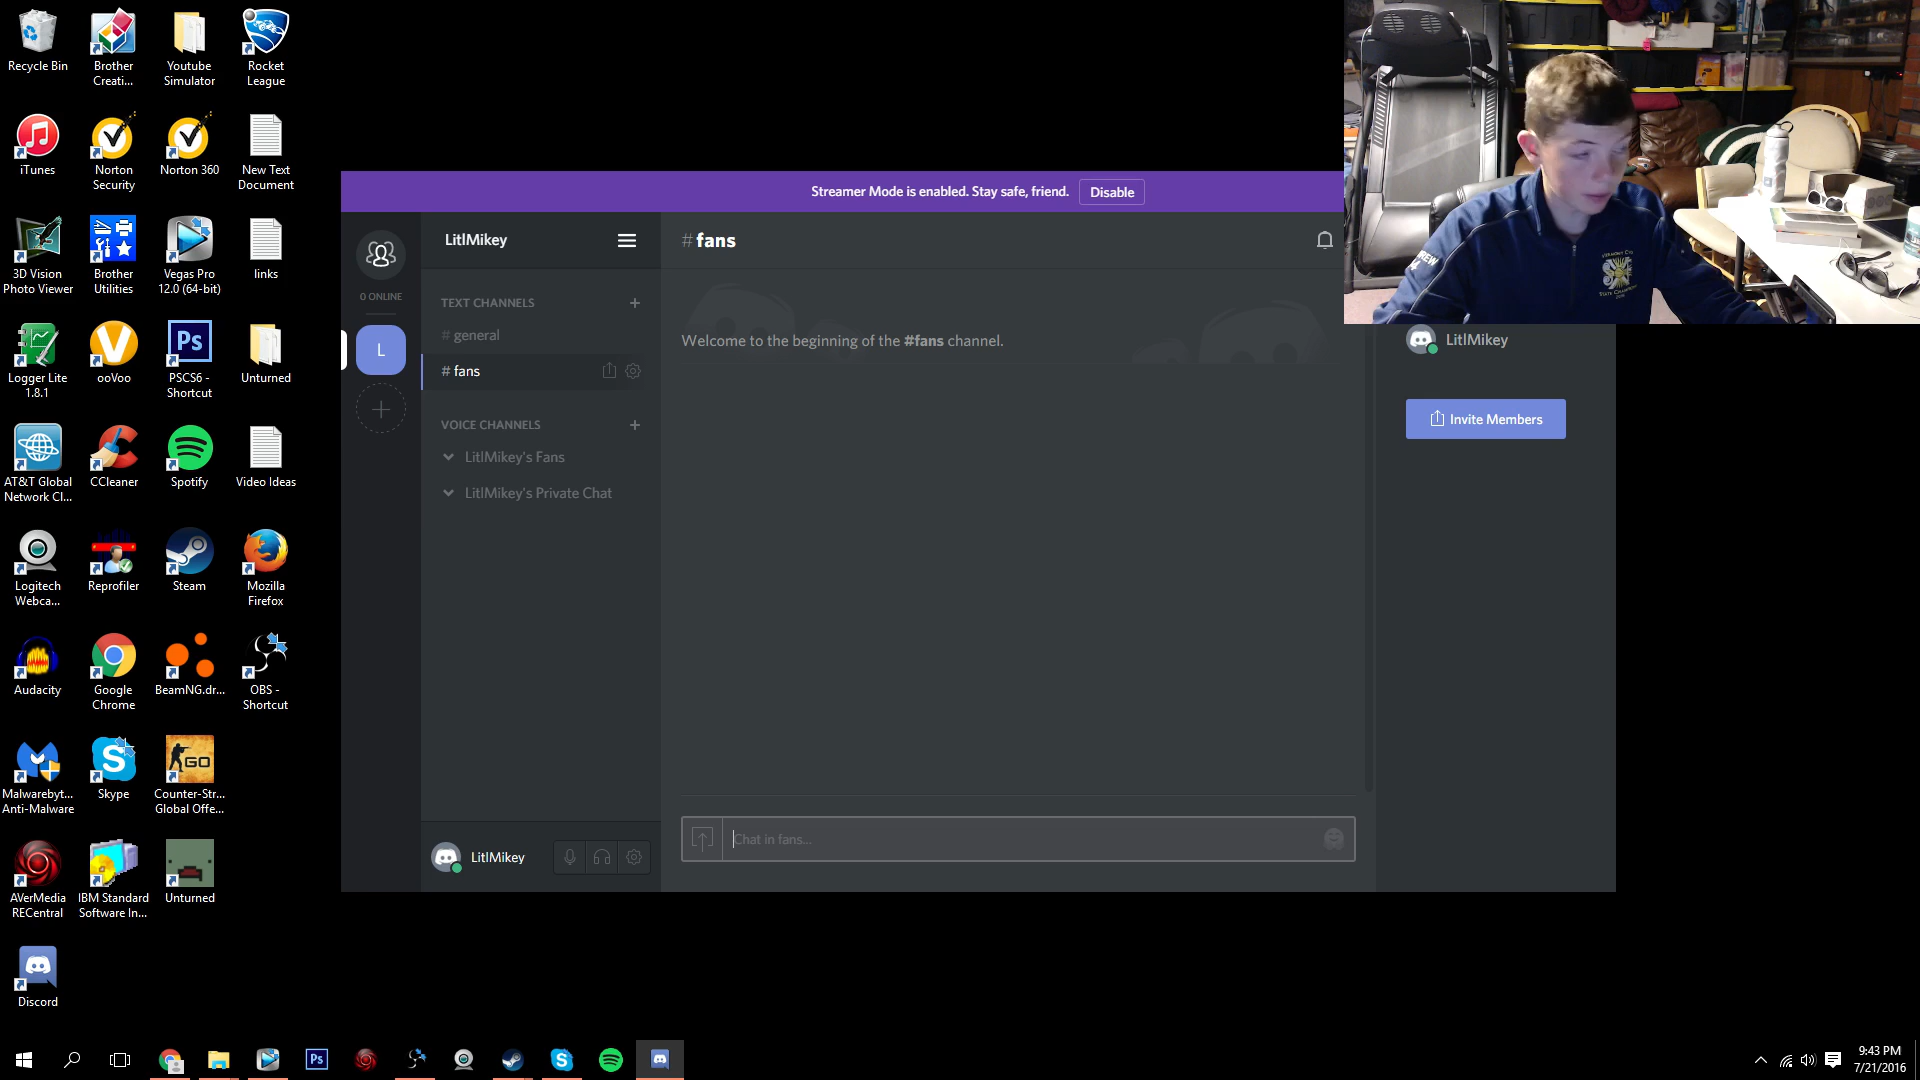 Recycle Bin
Brother
Creati...
Youtube
Simulator
Rocket
League
iTunes
Norton
Security
Norton 360
New Text
Document
3D Vision
Photo Viewer
Brother
Utilities
Vegas Pro
12.0 (64-bit)
links
Logger Lite
1.8.1
ooVoo
Ps
PSCS6 -
Shortcut
Unturned
AT&T Global
Network Cl...
CCleaner
Spotify
Video Ideas
Logitech
Webca...
Reprofiler
Steam
Mozilla
Firefox
Audacity
Google
Chrome
BeamNG.dr...
OBS -
Shortcut
Malwarebyt...
Anti-Malware
Skype
GO
Counter-Str...
Global Offe...
AVerMedia
RECentral
IBM Standard
Software In...
Unturned
Discord
Streamer Mode is enabled. Stay safe, friend.
Disable
0 ONLINE
L
LitlMikey
TEXT CHANNELS
# general
# fans
VOICE CHANNELS
LitlMikey's Fans
LitlMikey's Private Chat
LitlMikey
# fans
Welcome to the beginning of the #fans channel.
Chat in fans...
LitlMikey
Invite Members
Ps
9:43 PM
7/21/2016